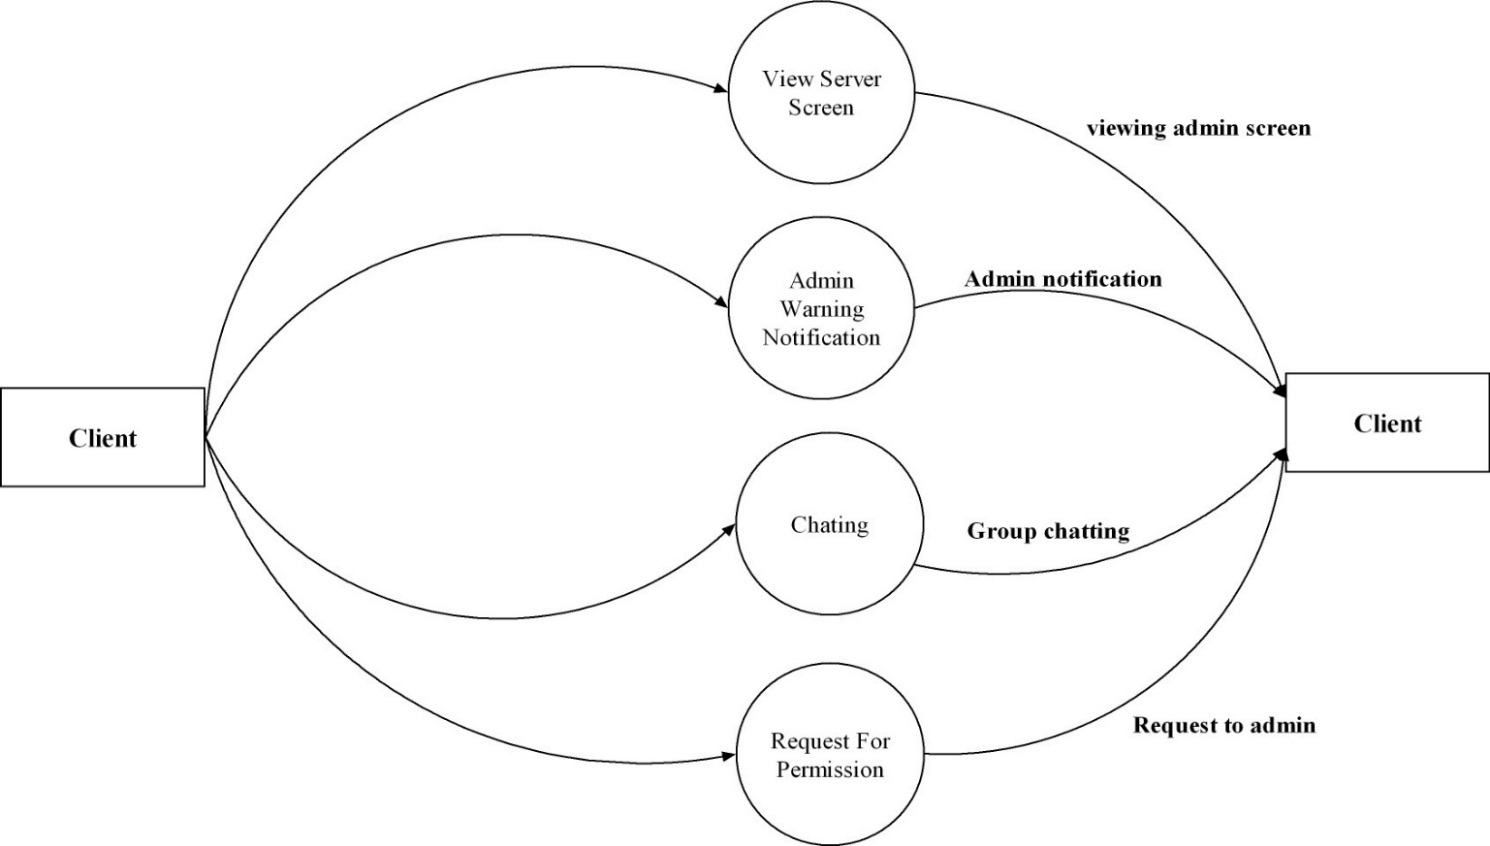 View Server
Screen
viewing admin screen
Admin
Warning
Notification
Admin notification
Client
Client
Chating
Group chatting
Request For
Permission
Request to admin